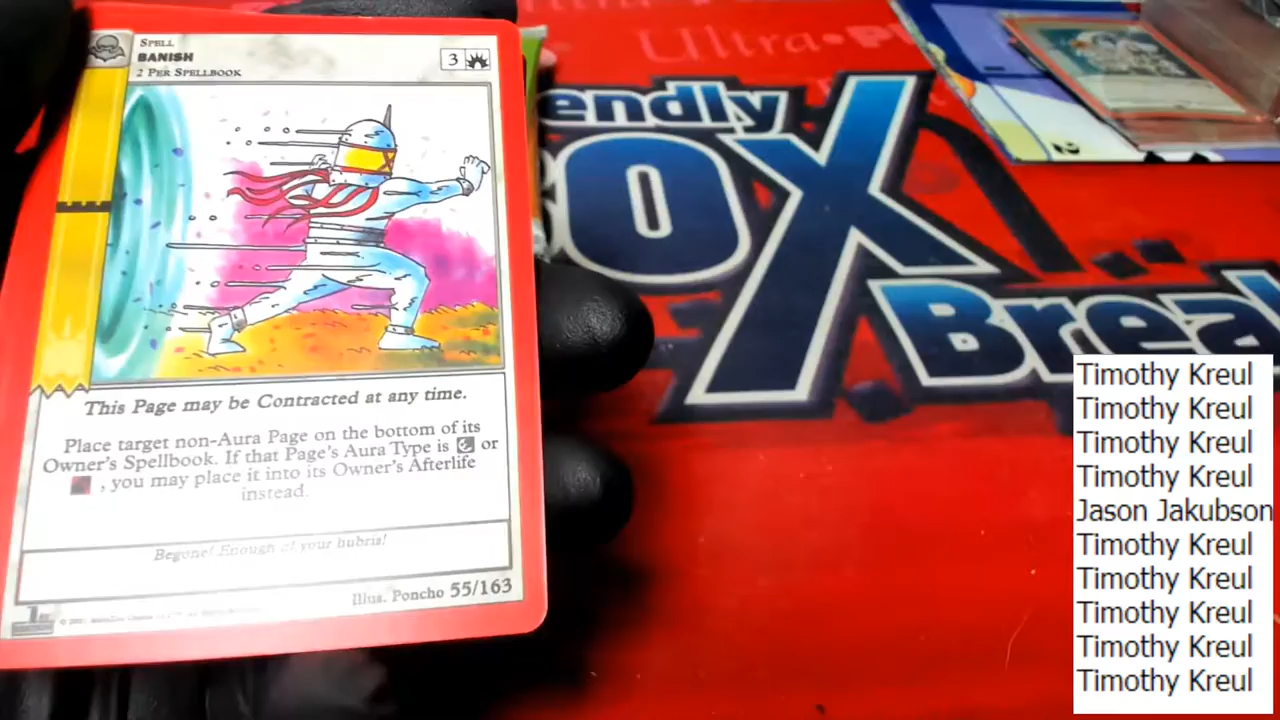 SPELL
BANISH
2 PER SPELLBOOK
3
This Page may be Contracted at any time.
Place target non-Aura Page on the bottom of its
Owner's Spellbook. If that Page's Aura Type is or
, you may place it into its Owner's Afterlife
instead.
Begone! Enough of your hubris!
Illus. Poncho 55/163
Ultra
endly
BOX
Brea
Timothy Kreul
Timothy Kreul
Timothy Kreul
Timothy Kreul
Jason Jakubson
Timothy Kreul
Timothy Kreul
Timothy Kreul
Timothy Kreul
Timothy Kreul